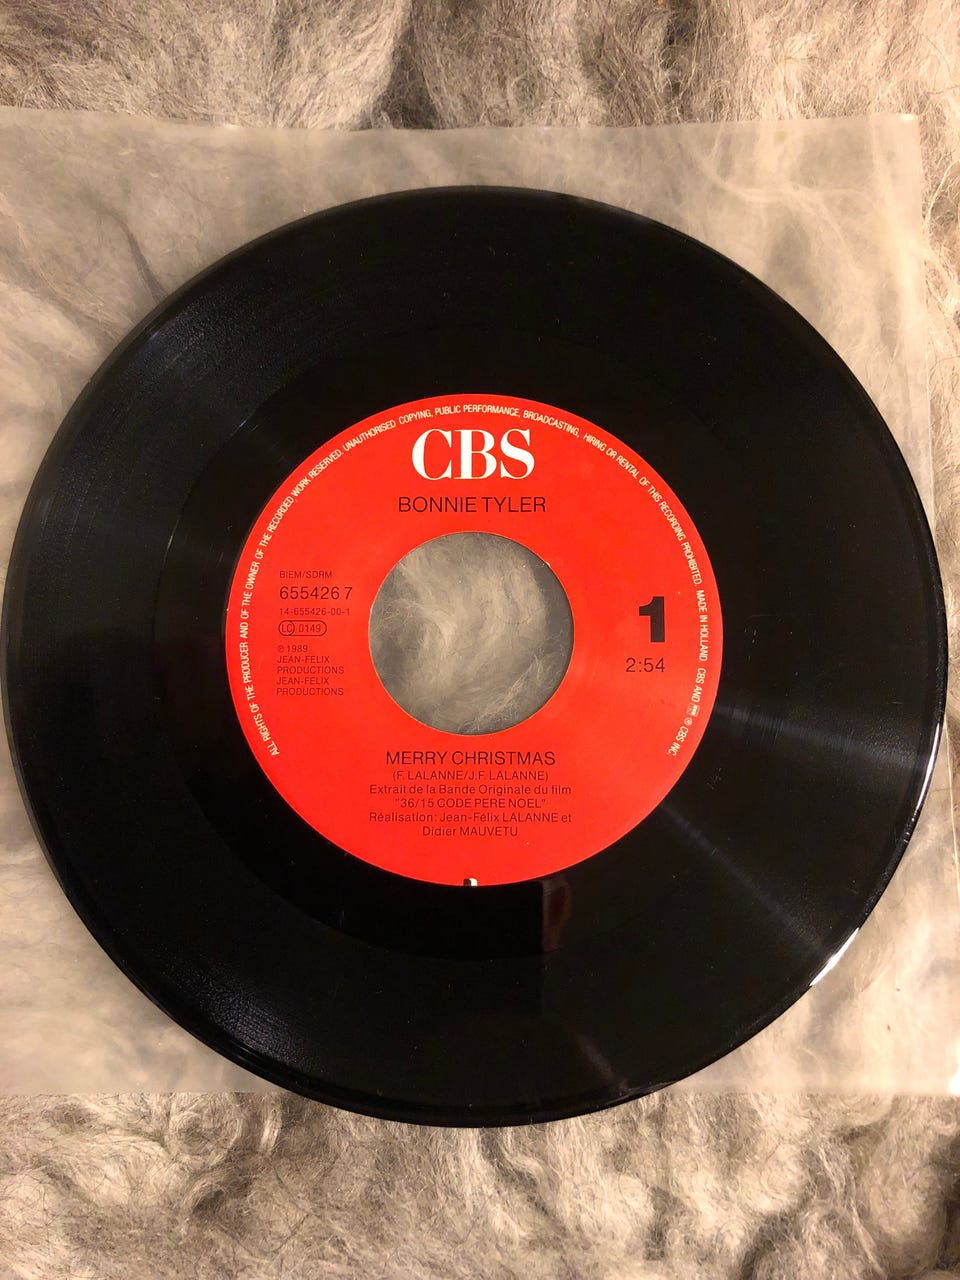 ALL RIGHTS OF THE PRODUCER AND OF THE OWNER OF THE RECORDED WORK RESERVED. UNAUTHORISED COPYING, PUBLIC PERFORMANCE, BROADCASTING, HIRING OR RENTAL OF THIS RECORDING PROHIBITED. MADE IN HOLLAND. CBS AND ® © CBS INC.
CBS
BONNIE TYLER
BIEM/SDRM
655426 7
14-655426-00-1
LC 0149
℗ 1989
JEAN-FELIX
PRODUCTIONS
JEAN-FELIX
PRODUCTIONS
1
2:54
MERRY CHRISTMAS
(F. LALANNE/J.F. LALANNE)
Extrait de la Bande Originale du film
"36/15 CODE PERE NOEL"
Réalisation: Jean-Félix LALANNE et
Didier MAUVETU